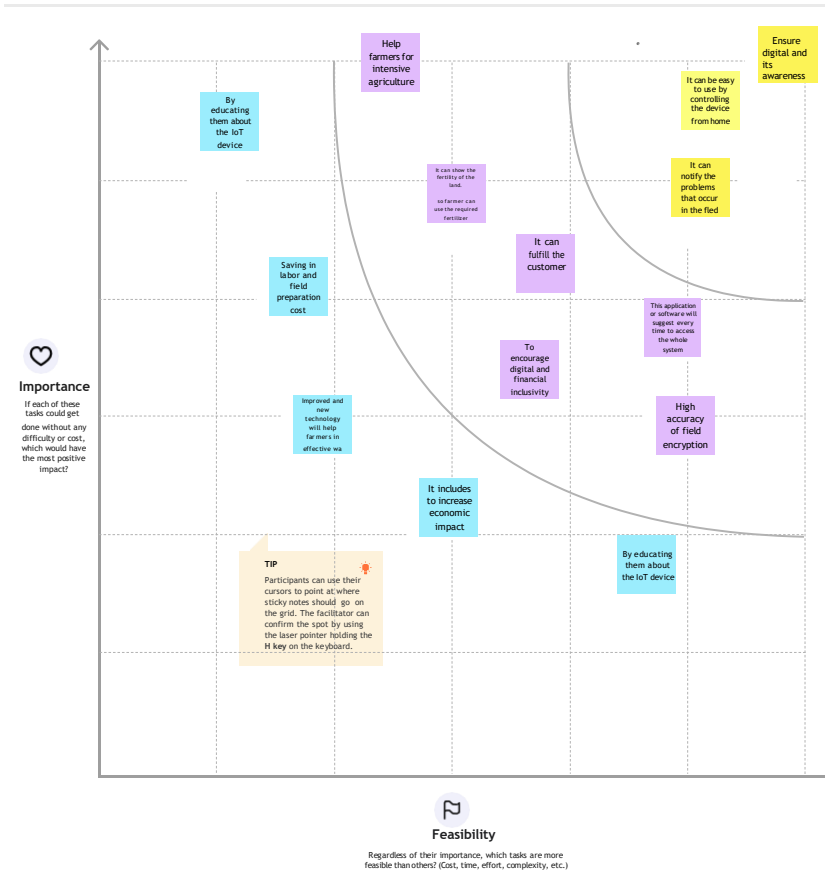 Help
farmers for
intensive
agriculture
Ensure
digital and
its
awareness
It can be easy
to use by
controlling
the device
from home
By
educating
them about
the IoT
device
It can
notify the
problems
that occur
in the fled
It can show the
fertility of the
land.
so farmer can
use the required
fertilizer
It can
fulfill the
customer
Saving in
labor and
field
preparation
cost
This application
or software will
suggest every
time to access
the whole
system
To
encourage
digital and
financial
inclusivity
Importance
If each of these
tasks could get
done without any
difficulty or cost,
which would have
the most positive
impact?
Improved and
new
technology
will help
farmers in
effective wa
High
accuracy
of field
encryption
It includes
to increase
economic
impact
By educating
them about
the IoT device
TIP
Participants can use their
cursors to point at where
sticky notes should go on
the grid. The facilitator can
confirm the spot by using
the laser pointer holding the
H key on the keyboard.
Feasibility
Regardless of their importance, which tasks are more
feasible than others? (Cost, time, effort, complexity, etc.)